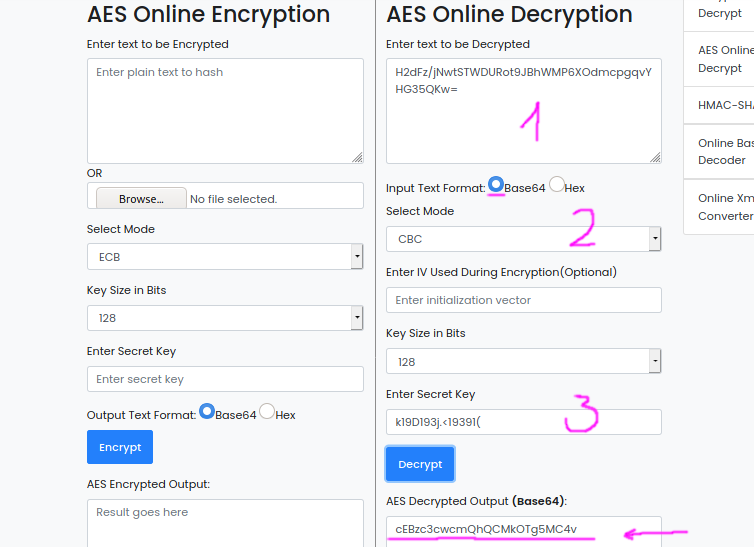 AES Online Encryption
Enter text to be Encrypted
Enter plain text to hash
OR
Browse... No file selected.
Select Mode
ECB
Key Size in Bits
128
Enter Secret Key
Enter secret key
Output Text Format: Base64 Hex
Encrypt
AES Encrypted Output:
Result goes here
AES Online Decryption
Enter text to be Decrypted
H2dFz/jNwtSTWDURot9JBhWMP6XOdmcpgqvY
HG35QKw=
1
Input Text Format: Base64 Hex
Select Mode
CBC
2
Enter IV Used During Encryption(Optional)
Enter initialization vector
Key Size in Bits
128
Enter Secret Key
k19D193j.<19391(
3
Decrypt
AES Decrypted Output (Base64):
cEBzc3cwcmQhQCMkOTg5MC4v
Decrypt
AES Online
Decrypt
HMAC-SHA
Online Bas
Decoder
Online Xm
Converter